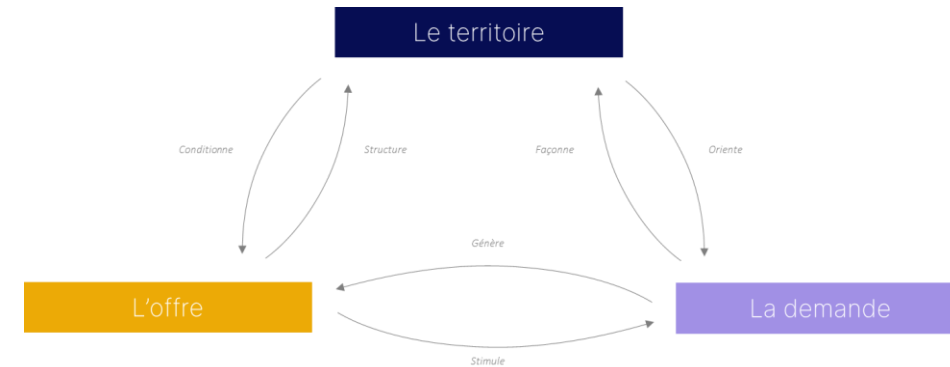 Le territoire
Conditionne
Structure
Façonne
Oriente
Génère
L'offre
La demande
Stimule